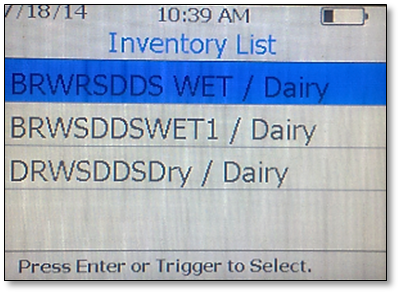 7/18/14 10:39 AM
Inventory List
BRWRSDDS WET / Dairy
BRWSDDSWET1 / Dairy
DRWSDDSDry / Dairy
Press Enter or Trigger to Select.